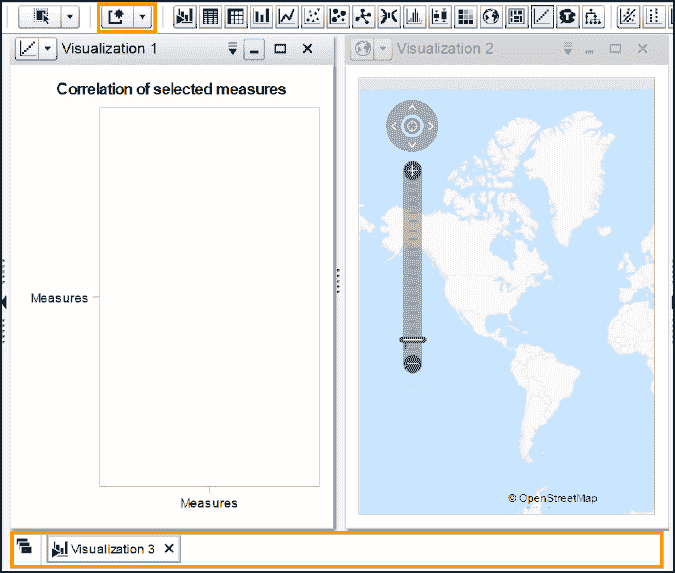 Visualization 1
Visualization 2
Correlation of selected measures
Measures
Measures
© OpenStreetMap
Visualization 3